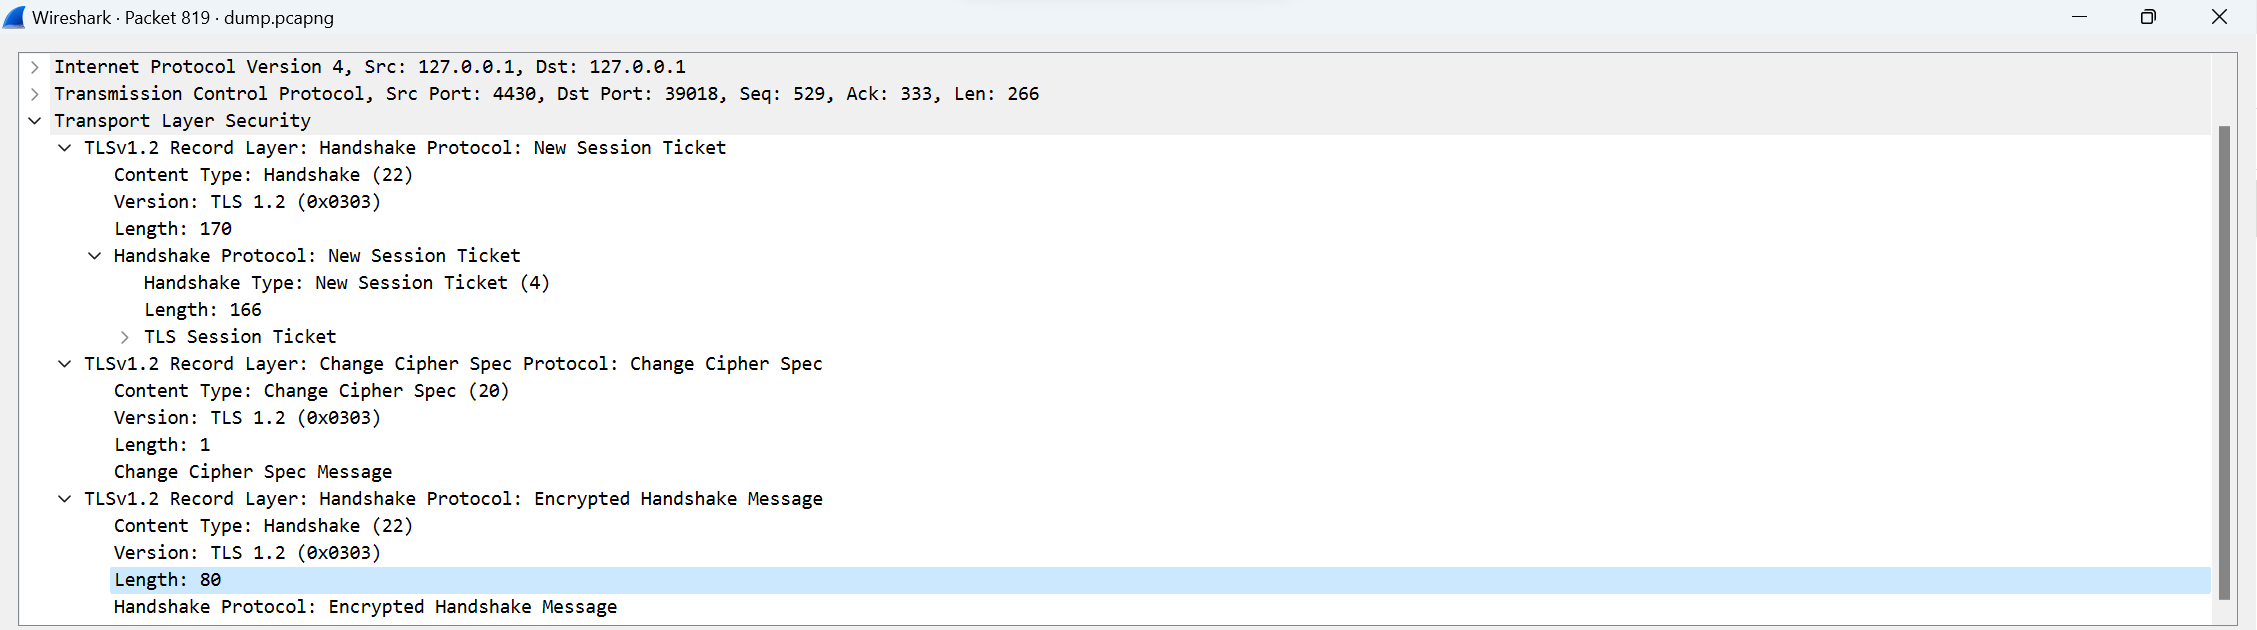 Wireshark · Packet 819 · dump.pcapng
Internet Protocol Version 4, Src: 127.0.0.1, Dst: 127.0.0.1
Transmission Control Protocol, Src Port: 4430, Dst Port: 39018, Seq: 529, Ack: 333, Len: 266
Transport Layer Security
TLSv1.2 Record Layer: Handshake Protocol: New Session Ticket
Content Type: Handshake (22)
Version: TLS 1.2 (0x0303)
Length: 170
Handshake Protocol: New Session Ticket
Handshake Type: New Session Ticket (4)
Length: 166
TLS Session Ticket
TLSv1.2 Record Layer: Change Cipher Spec Protocol: Change Cipher Spec
Content Type: Change Cipher Spec (20)
Version: TLS 1.2 (0x0303)
Length: 1
Change Cipher Spec Message
TLSv1.2 Record Layer: Handshake Protocol: Encrypted Handshake Message
Content Type: Handshake (22)
Version: TLS 1.2 (0x0303)
Length: 80
Handshake Protocol: Encrypted Handshake Message